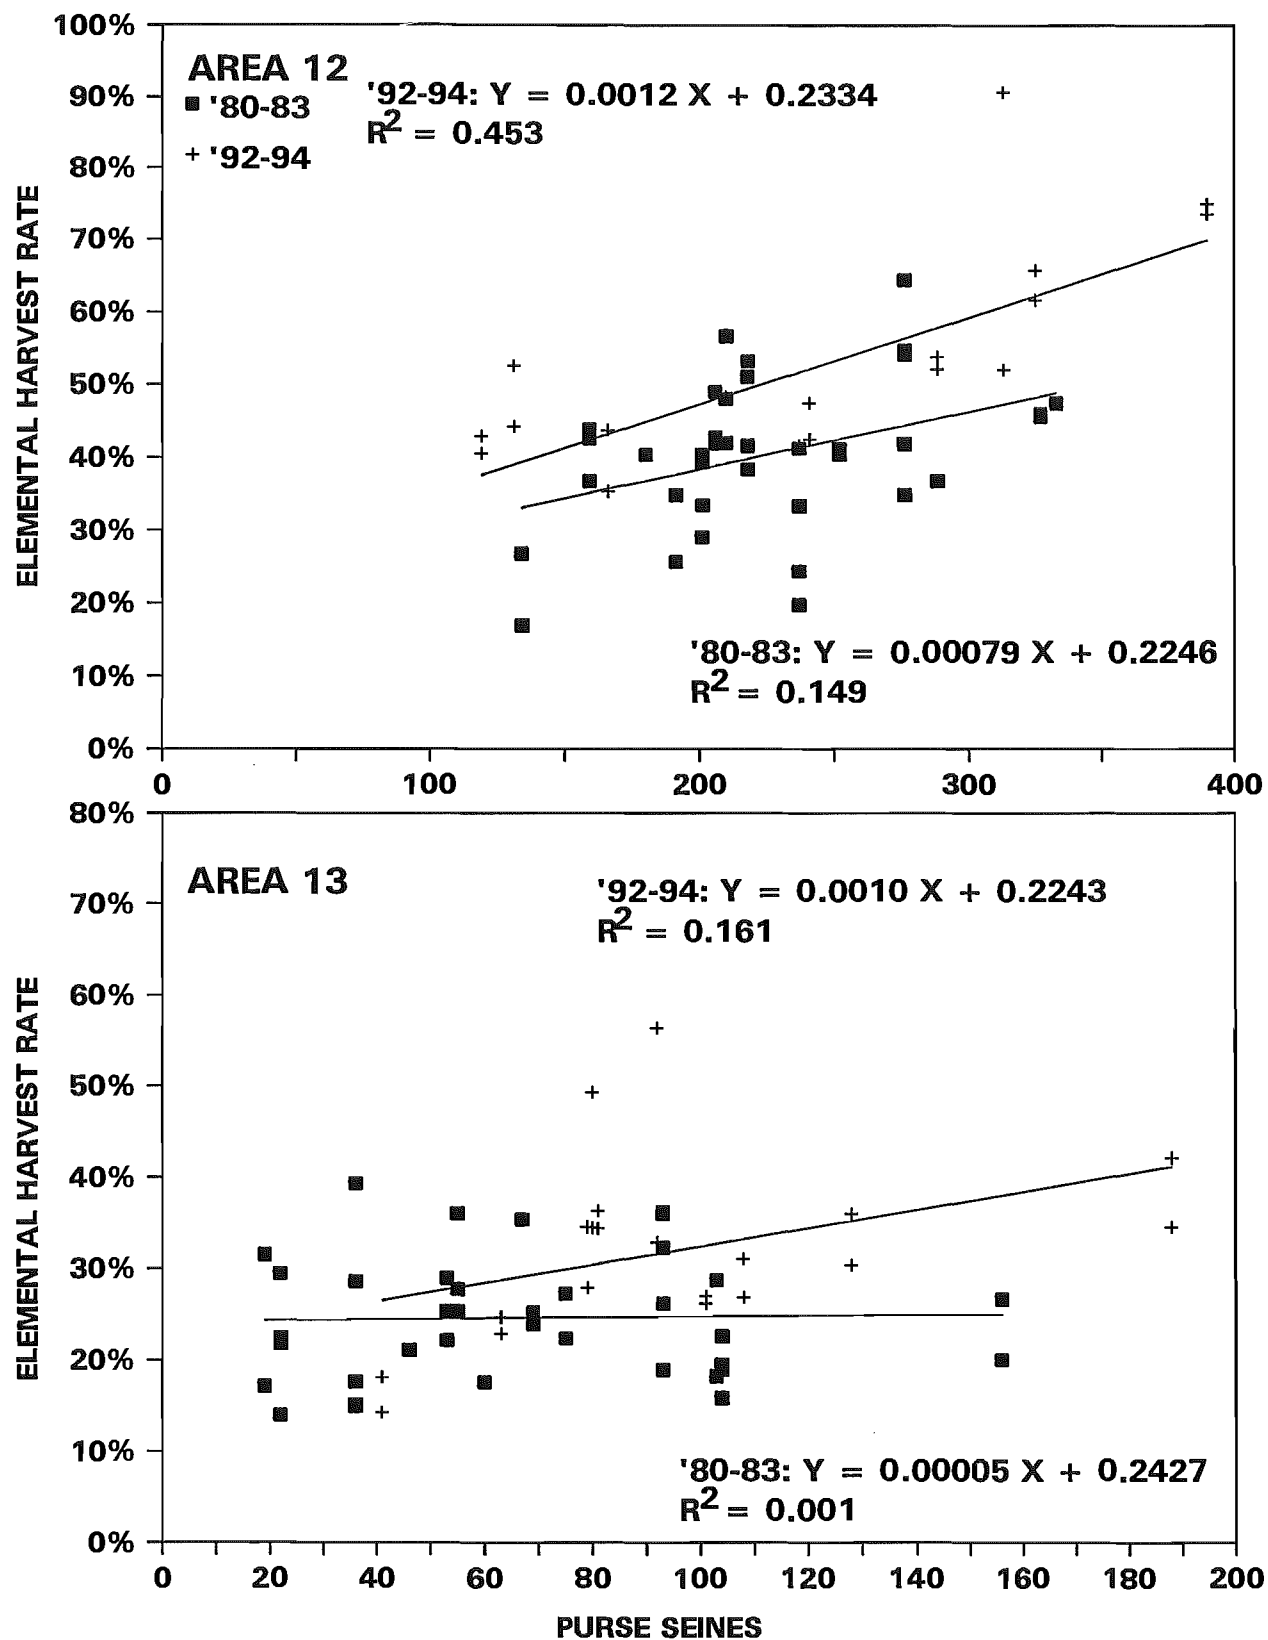 100%
AREA 12
'92-94: Y = 0.0012 X + 0.2334
90%
■ '80-83
R2 = 0.453
+ '92-94
80%
70%
60%
50%
40%
30%
20%
'80-83: Y = 0.00079 X + 0.2246
10%
R2 = 0.149
0%
0 100 200 300 400
ELEMENTAL HARVEST RATE
80%
AREA 13
'92-94: Y = 0.0010 X + 0.2243
70%
R2 = 0.161
60%
50%
40%
30%
20%
10%
'80-83: Y = 0.00005 X + 0.2427
R2 = 0.001
0%
0 20 40 60 80 100 120 140 160 180 200
ELEMENTAL HARVEST RATE
PURSE SEINES